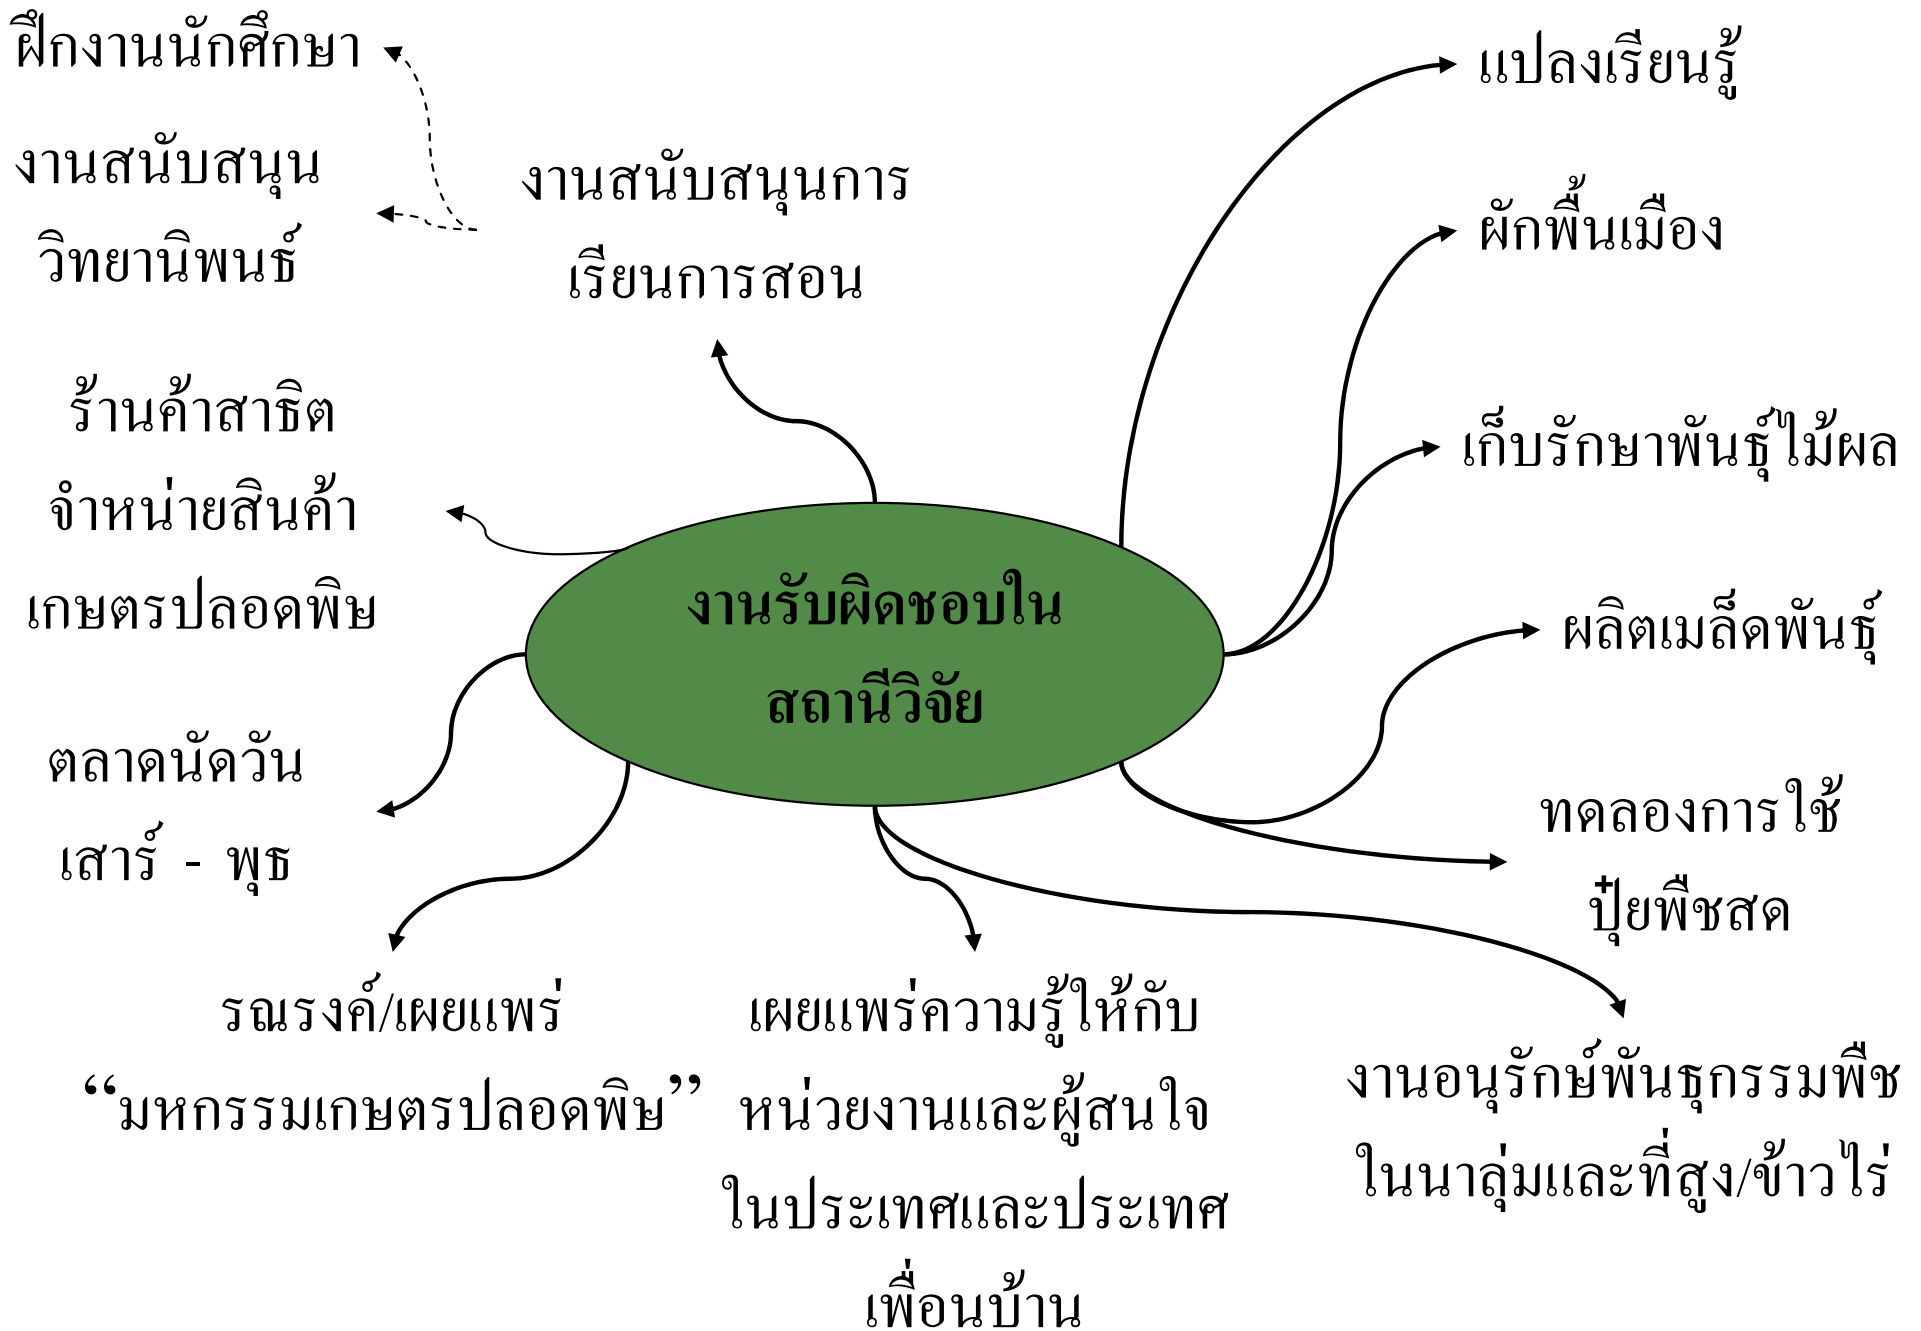 ฝึกงานนักศึกษา
งานสนับสนุน
วิทยานิพนธ์
งานสนับสนุนการ
เรียนการสอน
แปลงเรียนรู้
ผักพื้นเมือง
เก็บรักษาพันธุ์ไม้ผล
ผลิตเมล็ดพันธุ์
ทดลองการใช้
ปุ๋ยพืชสด
ร้านค้าสาธิต
จำหน่ายสินค้า
เกษตรปลอดพิษ
งานรับผิดชอบใน
สถานีวิจัย
ตลาดนัดวัน
เสาร์ - พุธ
รณรงค์/เผยแพร่
“มหกรรมเกษตรปลอดพิษ”
เผยแพร่ความรู้ให้กับ
หน่วยงานและผู้สนใจ
ในประเทศและประเทศ
เพื่อนบ้าน
งานอนุรักษ์พันธุกรรมพืช
ในนาลุ่มและที่สูง/ข้าวไร่